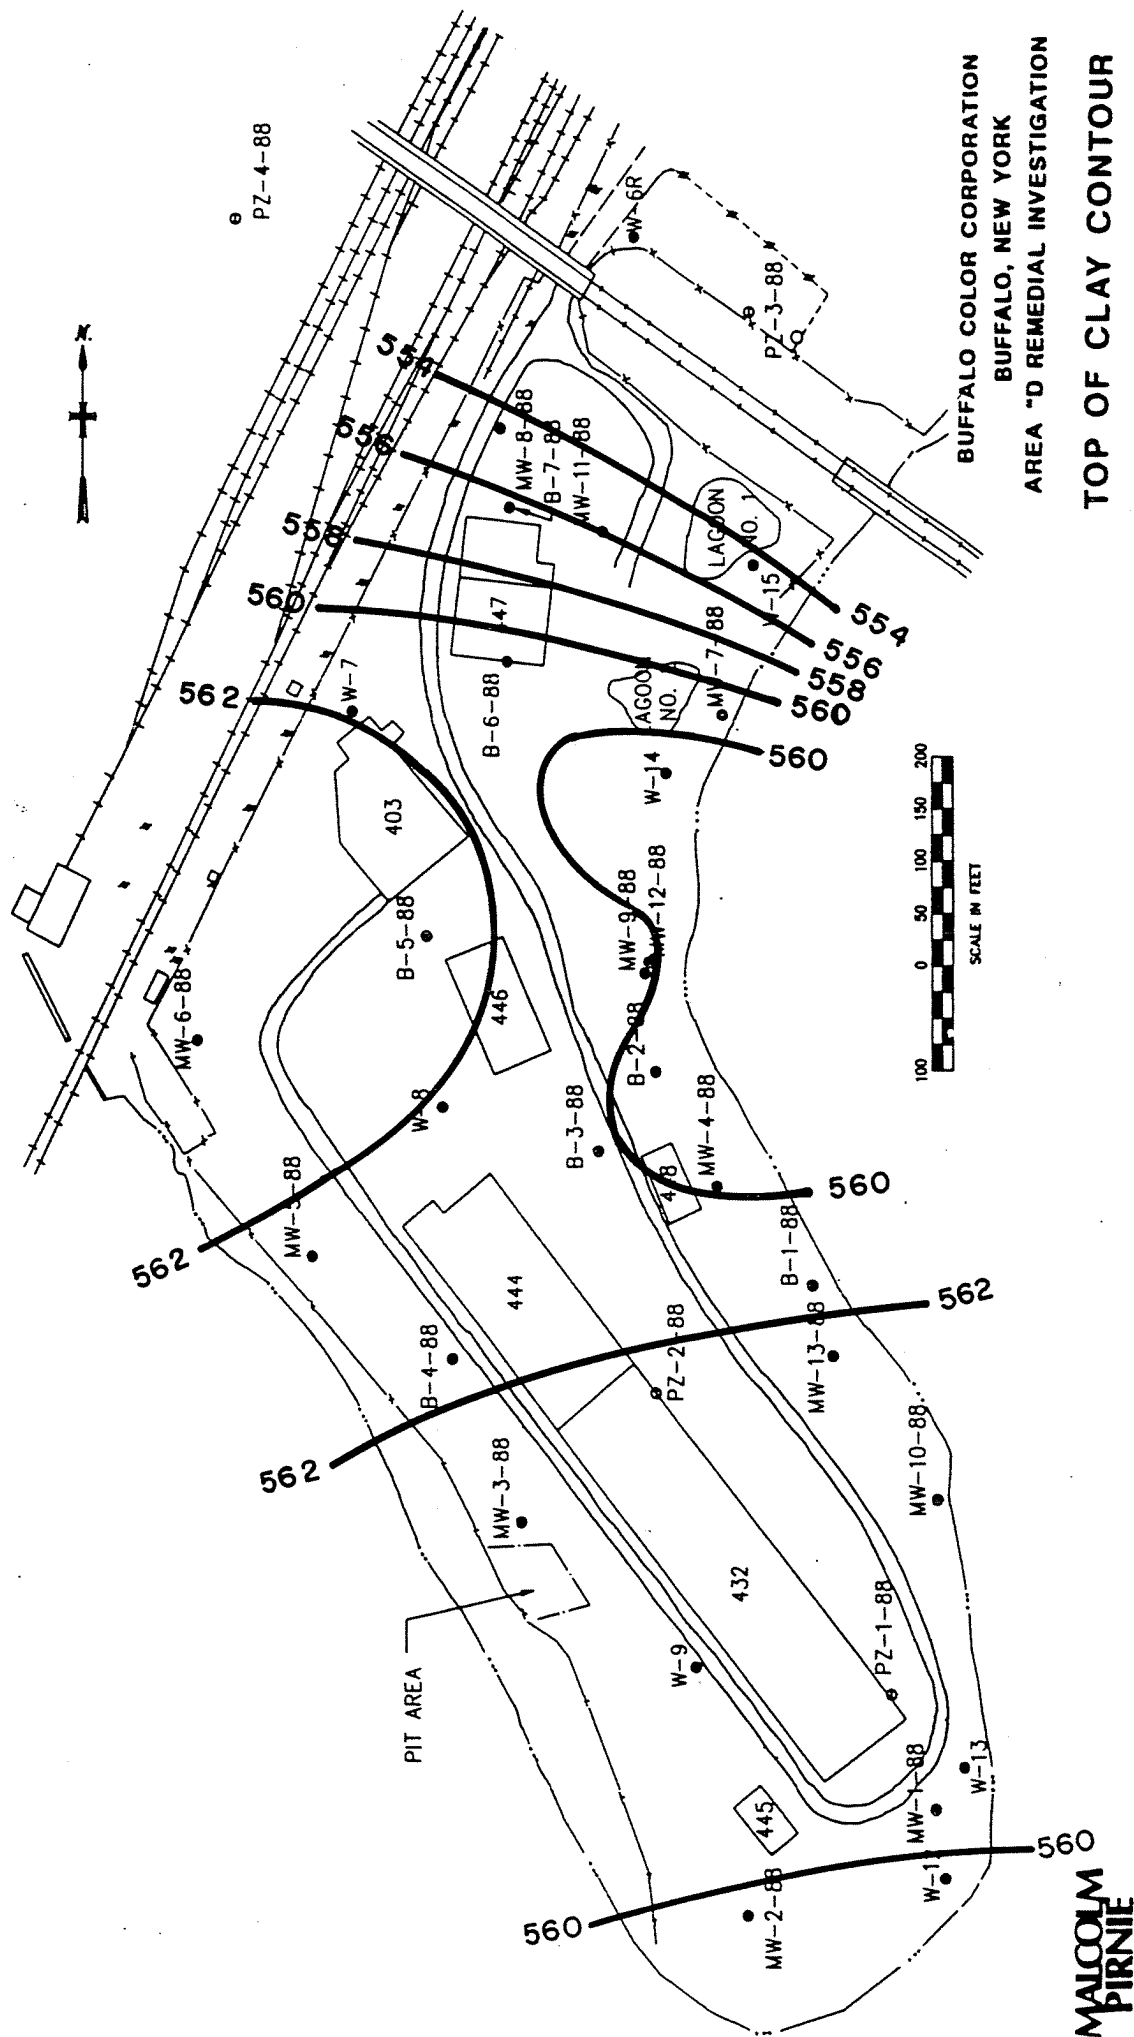 BUFFALO COLOR CORPORATION
BUFFALO, NEW YORK
AREA "D REMEDIAL INVESTIGATION
TOP OF CLAY CONTOUR
MALCOLM
PIRNIE
PZ-4-88
W-6R
PZ-3-88
554
556
558
560
562
MW-8-88
B-7-88
MW-11-88
LAGOON
NO. 1
W-15
447
W-7
B-6-88
LAGOON
NO.
MW-7-88
554
556
558
560
560
W-14
403
B-5-88
446
MW-9-88
MW-12-88
MW-6-88
W-8
B-2-88
B-3-88
MW-4-88
478
560
MW-3-88
562
444
B-1-88
562
MW-13-88
B-4-88
PZ-2-88
562
MW-3-88
MW-10-88
PIT AREA
432
W-9
PZ-1-88
W-13
MW-1-88
445
560
MW-2-88
560
200
150
100
50
0
100
SCALE IN FEET